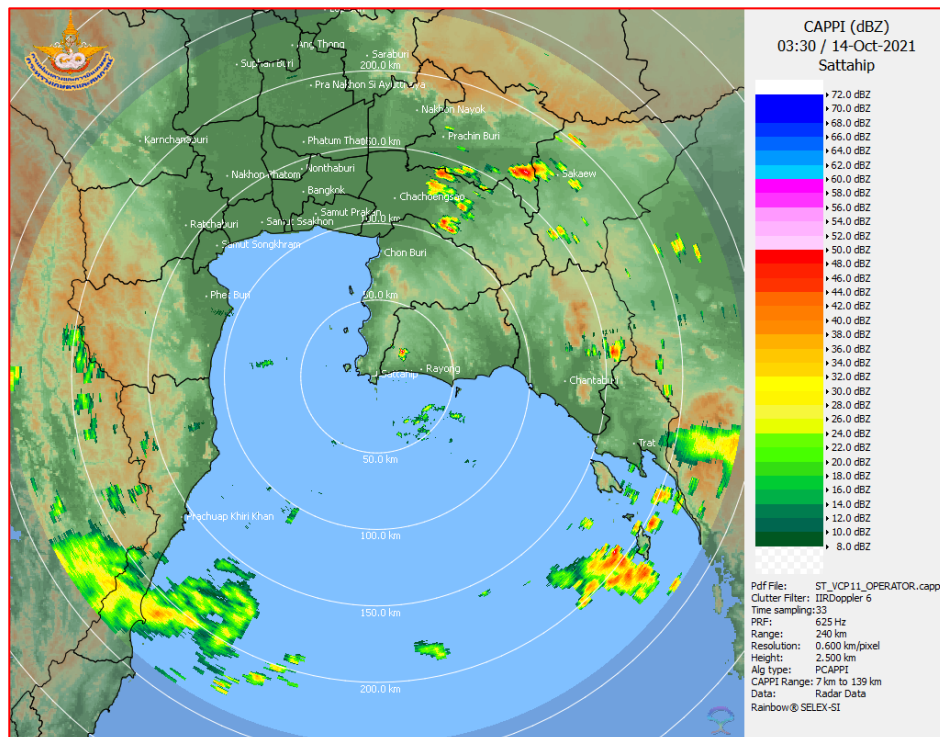 CAPPI (dBZ)
03:30 / 14-Oct-2021
Sattahip
72.0 dBZ
70.0 dBZ
68.0 dBZ
66.0 dBZ
64.0 dBZ
62.0 dBZ
60.0 dBZ
58.0 dBZ
56.0 dBZ
54.0 dBZ
52.0 dBZ
50.0 dBZ
48.0 dBZ
46.0 dBZ
44.0 dBZ
42.0 dBZ
40.0 dBZ
38.0 dBZ
36.0 dBZ
34.0 dBZ
32.0 dBZ
30.0 dBZ
28.0 dBZ
26.0 dBZ
24.0 dBZ
22.0 dBZ
20.0 dBZ
18.0 dBZ
16.0 dBZ
14.0 dBZ
12.0 dBZ
10.0 dBZ
8.0 dBZ
Pdf File: ST_VCP11_OPERATOR.capp
Clutter Filter: IIRDoppler 6
Time sampling:33
PRF: 625 Hz
Range: 240 km
Resolution: 0.600 km/pixel
Height: 2.500 km
Alg type: PCAPPI
CAPPI Range: 7 km to 139 km
Data: Radar Data
Rainbow® SELEX-SI
Ang Thong
Saraburi
Suphan Buri
200.0 km
Pra Nakhon Si Ayutthaya
Nakhon Nayok
Prachin Buri
Karnchanaburi
Phatum Thani
Nonthaburi
Nakhon Phatom
Sakaew
Bangknk
Chachoengsao
Samut Prakan
Ratchaburi
Samut Ssakhon
Samut Songkhram
Chon Buri
Phet Buri
Sattahip
Rayong
Chantaburi
Trat
50.0 km
Prachuap Khiri Khan
100.0 km
150.0 km
200.0 km